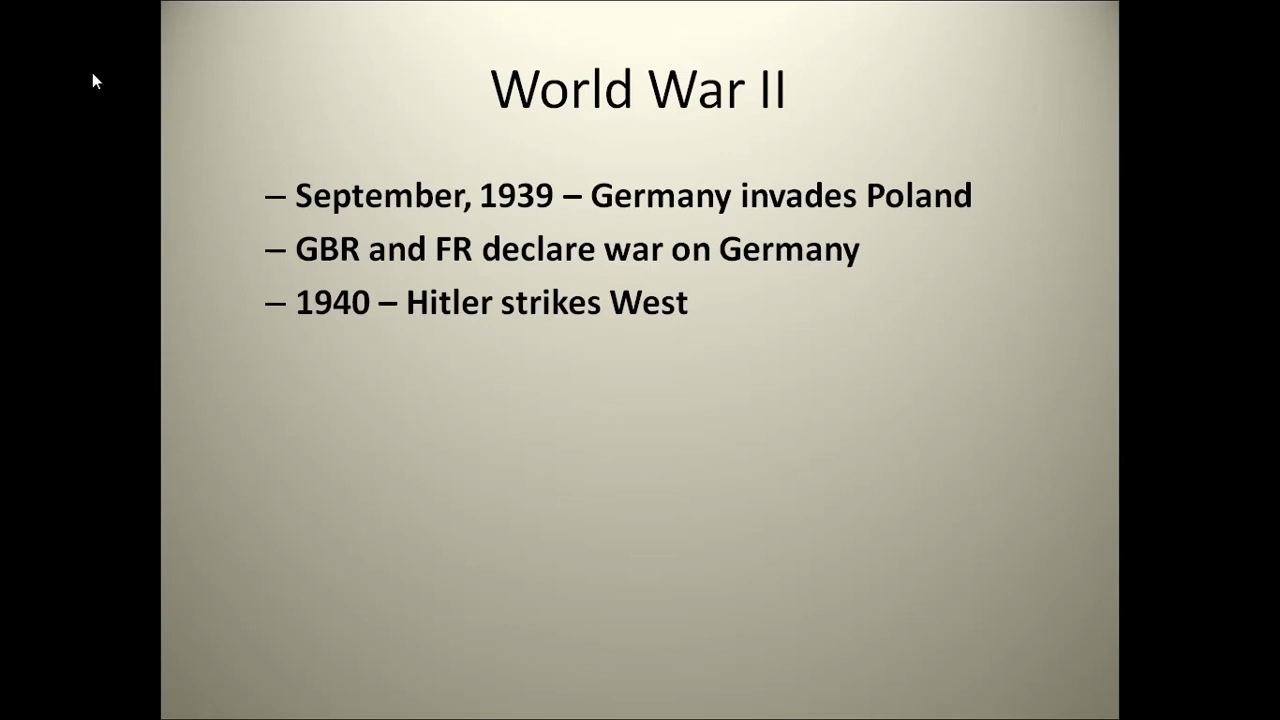 World War II
– September, 1939 – Germany invades Poland
– GBR and FR declare war on Germany
– 1940 – Hitler strikes West